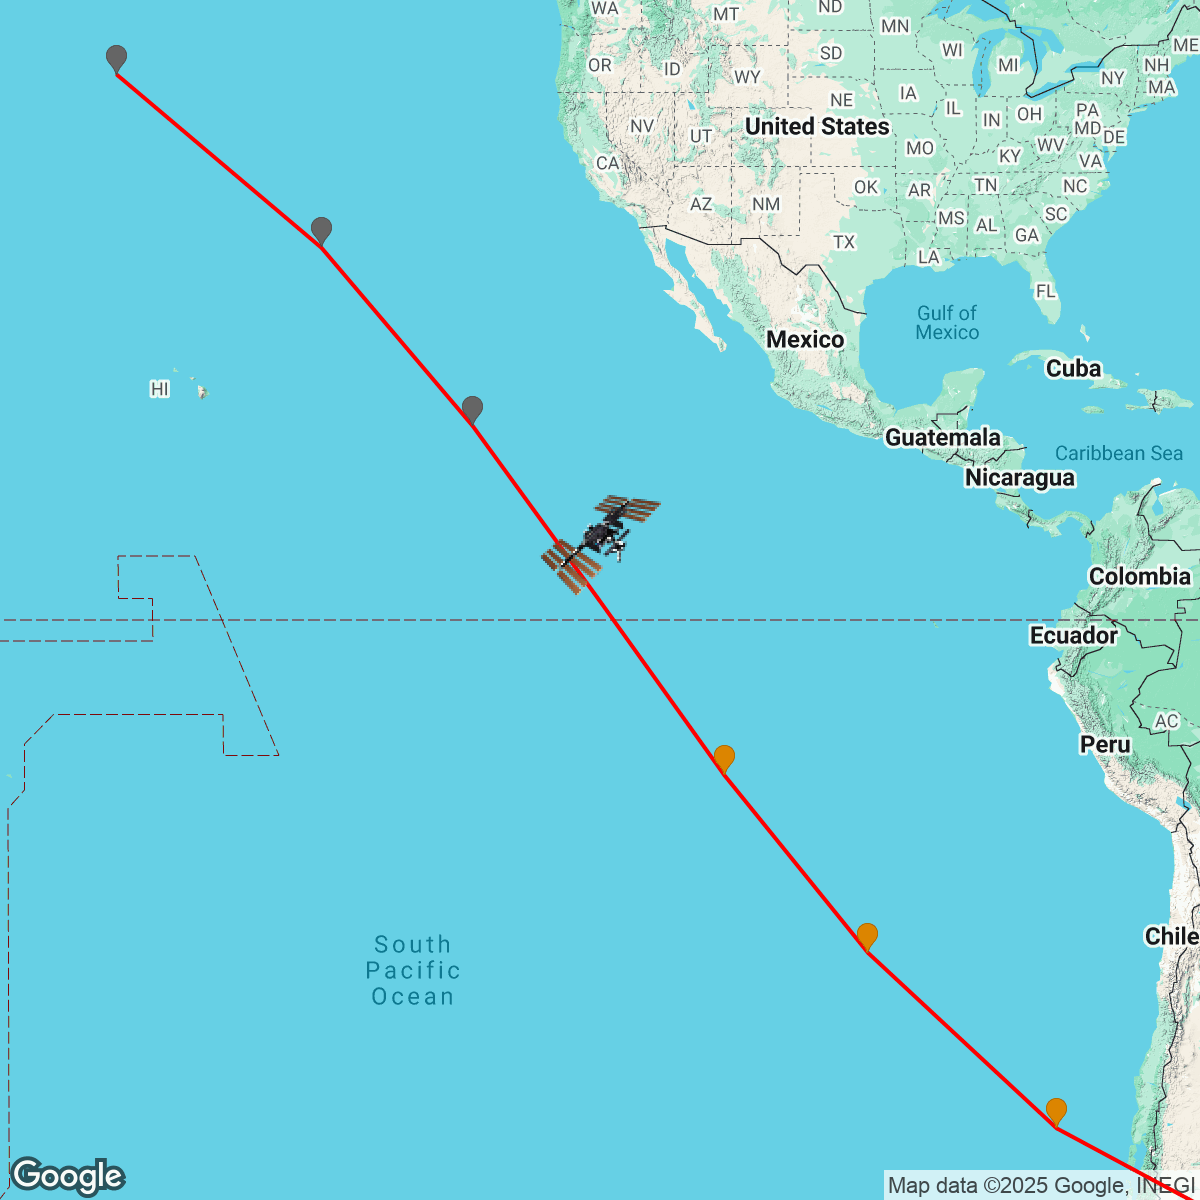 WA
MT
ND
MN
OR
ID
SD
WI
MI
ME
NH
NY
MA
WY
NE
IA
IL
IN
OH
PA
NV
UT
United States
MD
DE
WV
MO
KY
VA
CA
OK
AR
TN
NC
AZ
NM
MS
AL
SC
GA
TX
LA
FL
Gulf of
Mexico
Mexico
Cuba
HI
Guatemala
Caribbean Sea
Nicaragua
Colombia
Ecuador
AC
Peru
Chile
South
Pacific
Ocean
Google
Map data ©2025 Google, INEGI